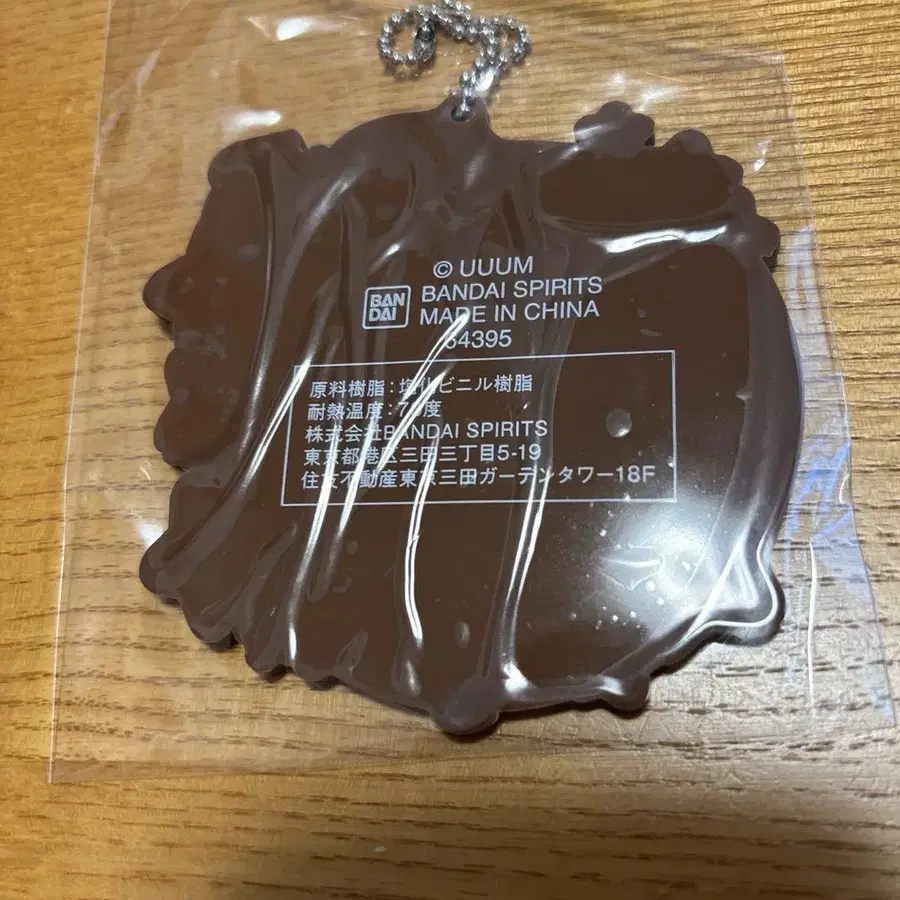 © UUUM
BAN DAI
BANDAI SPIRITS
MADE IN CHINA
64395
原料樹脂:塩化ビニル樹脂
耐熱温度:70度
株式会社BANDAI SPIRITS
東京都港区三田三丁目5-19
住友不動産東京三田ガーデンタワー18F